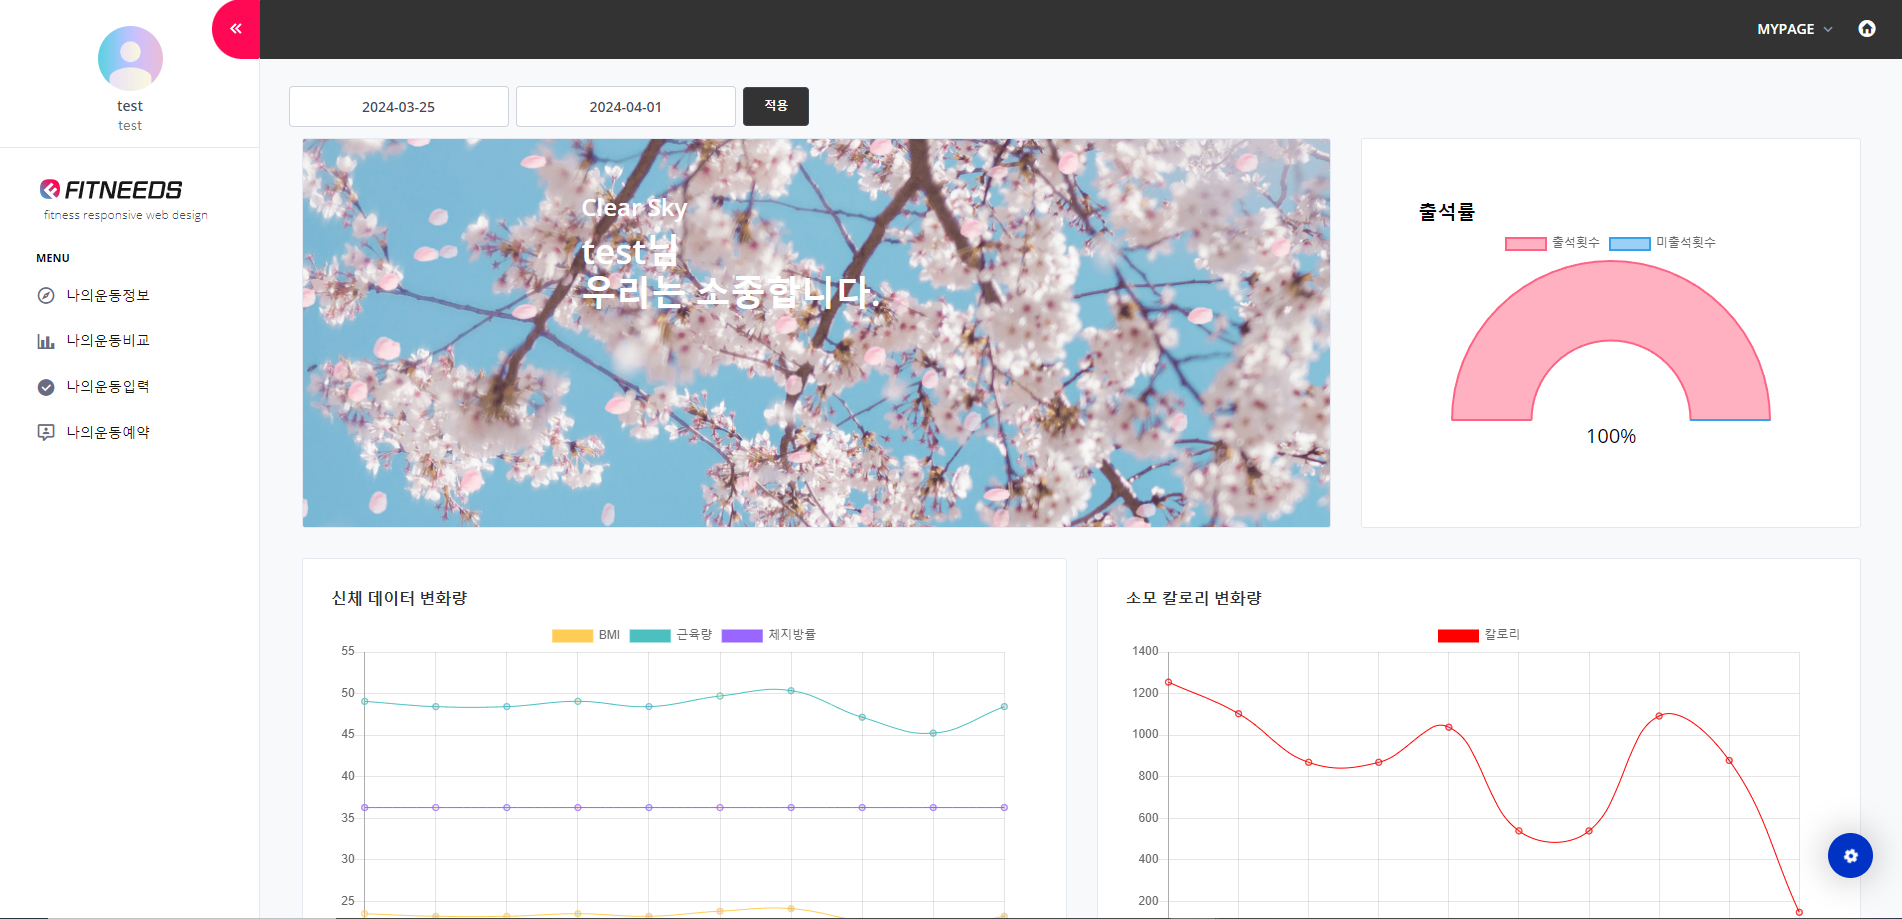 MYPAGE
test
test
FITNEEDS
fitness responsive web design
MENU
나의운동정보
나의운동비교
나의운동입력
나의운동예약
2024-03-25
2024-04-01
적용
Clear Sky
test님
우리는 소중합니다.
출석률
출석횟수 미출석횟수
100%
신체 데이터 변화량
BMI 근육량 체지방률
55
50
45
40
35
30
25
소모 칼로리 변화량
칼로리
1400
1200
1000
800
600
400
200